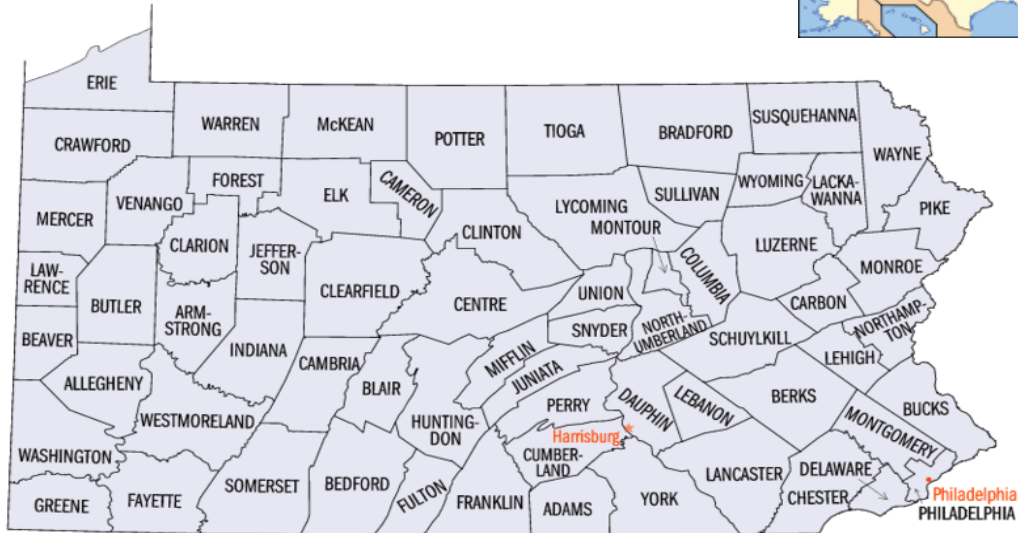 ERIE
CRAWFORD
WARREN
McKEAN
POTTER
TIOGA
BRADFORD
SUSQUEHANNA
WAYNE
MERCER
VENANGO
FOREST
ELK
CAMERON
LYCOMING
SULLIVAN
WYOMING
LACKA-
WANNA
PIKE
CLARION
JEFFER-
SON
CLINTON
MONTOUR
COLUMBIA
LUZERNE
MONROE
LAW-
RENCE
BUTLER
ARM-
STRONG
CLEARFIELD
CENTRE
UNION
CARBON
NORTHAMP-
TON
BEAVER
INDIANA
CAMBRIA
SNYDER
NORTH-
UMBERLAND
SCHUYLKILL
LEHIGH
ALLEGHENY
BLAIR
MIFFLIN
JUNIATA
WESTMORELAND
HUNTING-
DON
PERRY
DAUPHIN
LEBANON
BERKS
BUCKS
MONTGOMERY
Harrisburg
WASHINGTON
CUMBER-
LAND
LANCASTER
DELAWARE
CHESTER
GREENE
FAYETTE
SOMERSET
BEDFORD
FULTON
FRANKLIN
ADAMS
YORK
Philadelphia
PHILADELPHIA